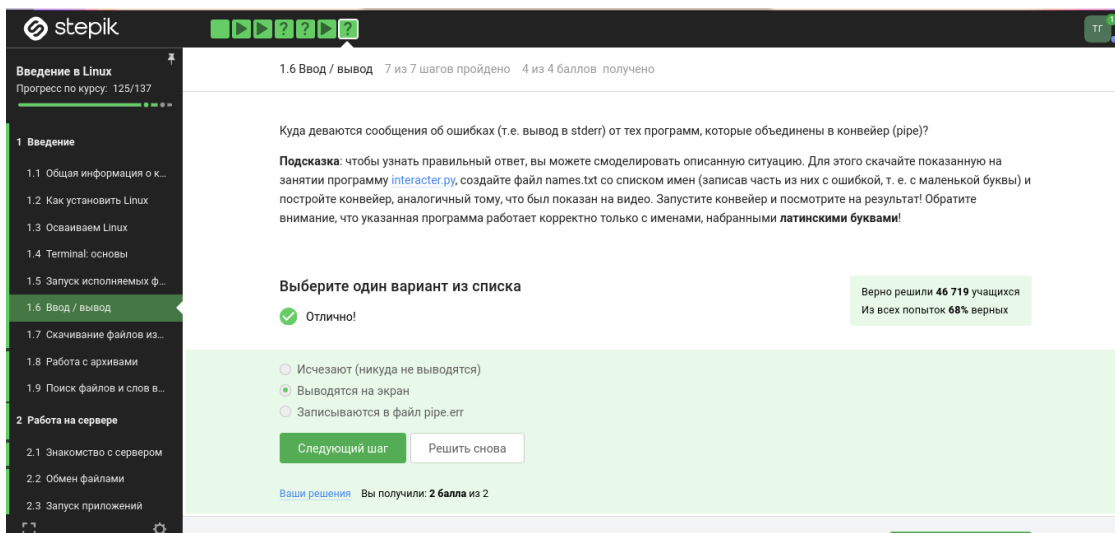 stepik
? ? ?
ТГ
1
Введение в Linux
Прогресс по курсу: 125/137
1 Введение
1.1 Общая информация о к...
1.2 Как установить Linux
1.3 Осваиваем Linux
1.4 Terminal: основы
1.5 Запуск исполняемых ф...
1.6 Ввод / вывод
1.7 Скачивание файлов из...
1.8 Работа с архивами
1.9 Поиск файлов и слов в...
2 Работа на сервере
2.1 Знакомство с сервером
2.2 Обмен файлами
2.3 Запуск приложений
1.6 Ввод / вывод 7 из 7 шагов пройдено 4 из 4 баллов получено
Куда деваются сообщения об ошибках (т.е. вывод в stderr) от тех программ, которые объединены в конвейер (pipe)?
Подсказка: чтобы узнать правильный ответ, вы можете смоделировать описанную ситуацию. Для этого скачайте показанную на
занятии программу interacter.py, создайте файл names.txt со списком имен (записав часть из них с ошибкой, т. е. с маленькой буквы) и
постройте конвейер, аналогичный тому, что был показан на видео. Запустите конвейер и посмотрите на результат! Обратите
внимание, что указанная программа работает корректно только с именами, набранными латинскими буквами!
Выберите один вариант из списка
Отлично!
Верно решили 46 719 учащихся
Из всех попыток 68% верных
Исчезают (никуда не выводятся)
Выводятся на экран
Записываются в файл pipe.err
Следующий шаг Решить снова
Ваши решения Вы получили: 2 балла из 2